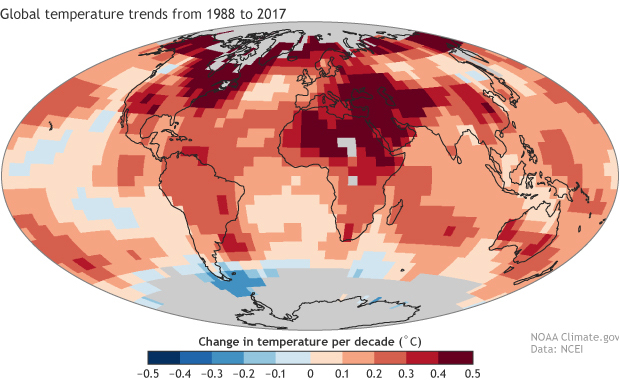 Global temperature trends from 1988 to 2017
NOAA Climate.gov
Data: NCEI
Change in temperature per decade (°C)
−0.5 −0.4 −0.3 −0.2 −0.1 0 0.1 0.2 0.3 0.4 0.5